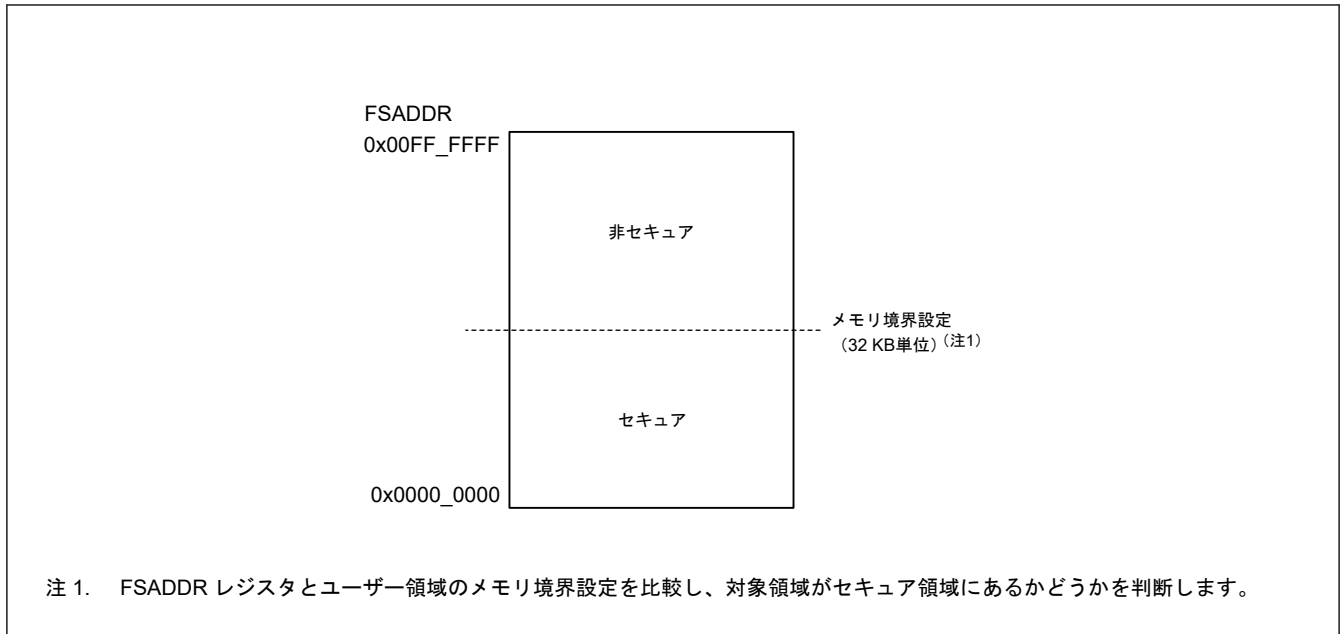 FSADDR
0x00FF_FFFF
非セキュア
メモリ境界設定
（32 KB単位）（注1）
セキュア
0x0000_0000
注 1. FSADDR レジスタとユーザー領域のメモリ境界設定を比較し、対象領域がセキュア領域にあるかどうかを判断します。